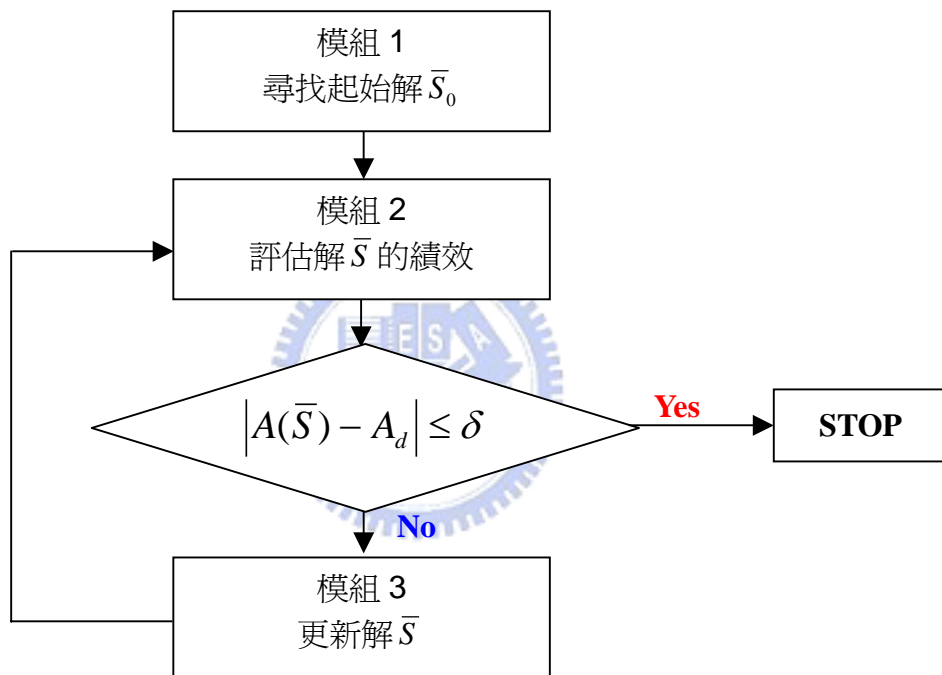 模組 1
尋找起始解 S̅₀
模組 2
評估解 S̅ 的績效
E S A
|A(S̅) − A_d| ≤ δ
Yes
STOP
No
模組 3
更新解 S̅